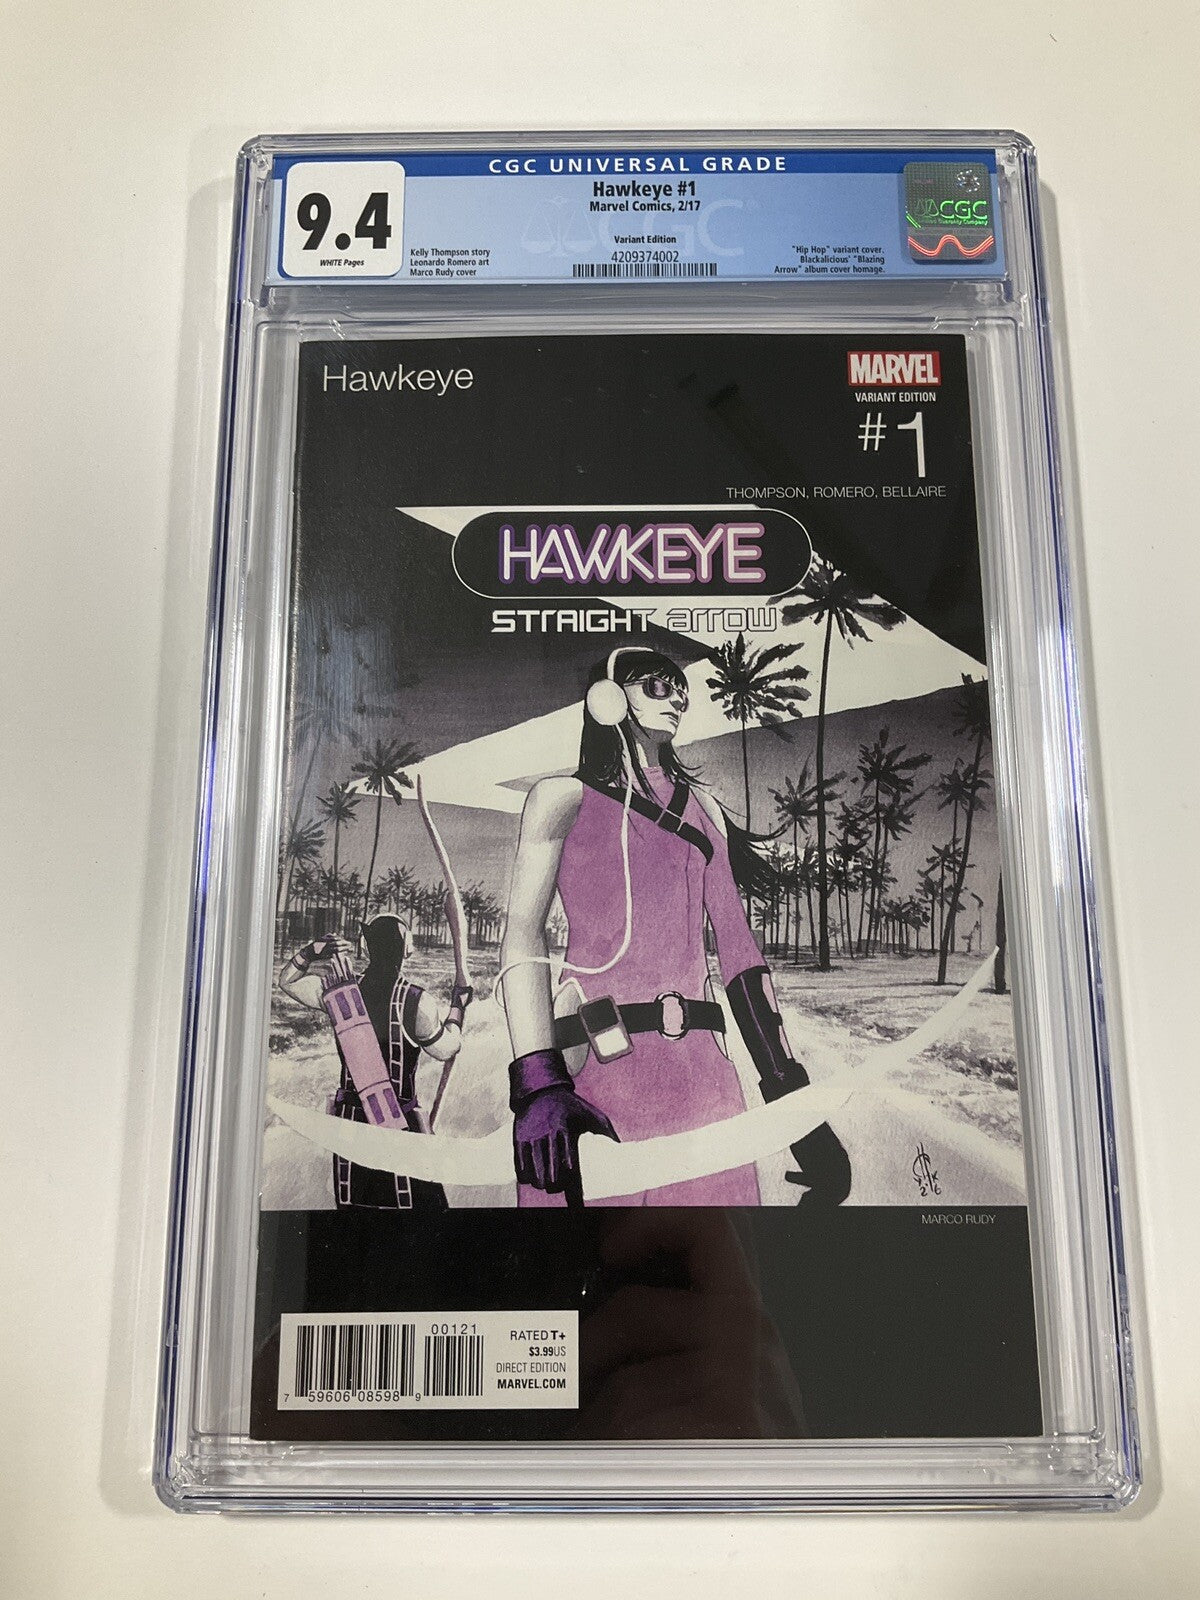 CGC UNIVERSAL GRADE
9.4
WHITE Pages
Hawkeye #1
Marvel Comics, 2/17
Variant Edition
4209374002
Kelly Thompson story
Leonardo Romero art
Marco Rudy cover
"Hip Hop" variant cover.
Blackalicious' "Blazing
Arrow" album cover homage.
CGC
CGC
Hawkeye
MARVEL
VARIANT EDITION
#1
THOMPSON, ROMERO, BELLAIRE
HAWKEYE
STRAIGHT arrow
MARCO RUDY
00121
7 59606 08598 9
RATED T+
$3.99US
DIRECT EDITION
MARVEL.COM